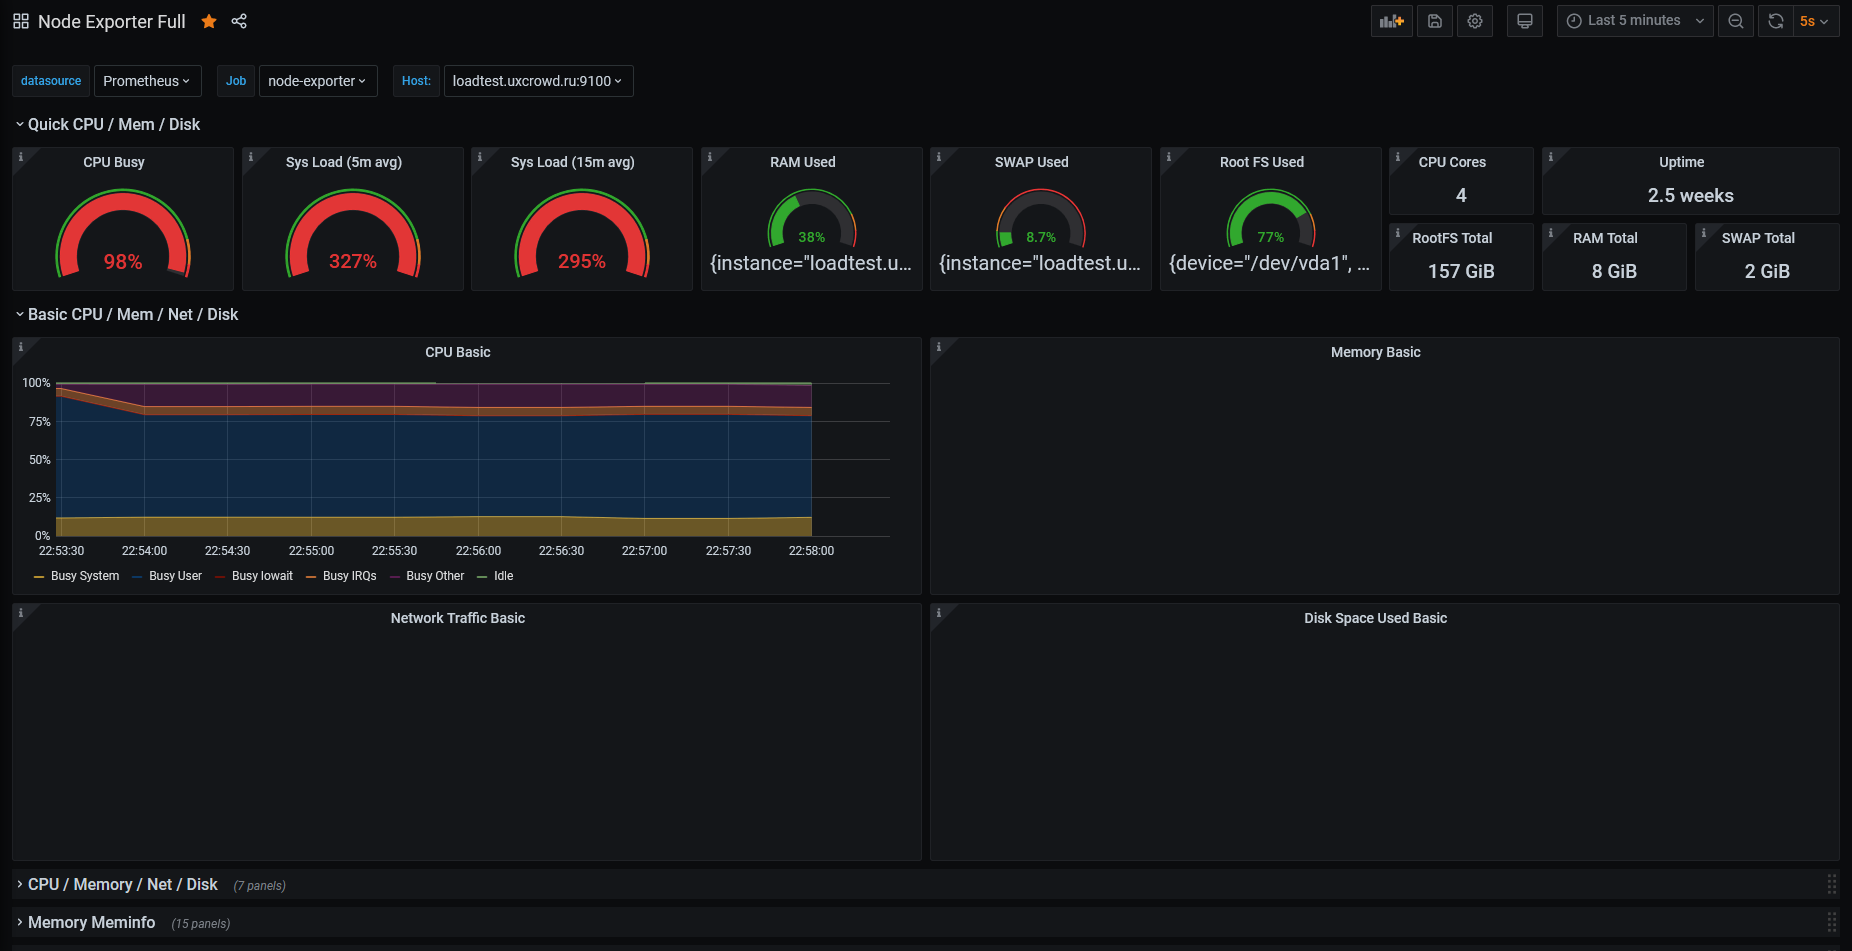 Node Exporter Full
Last 5 minutes
5s
datasource Prometheus Job node-exporter Host: loadtest.uxcrowd.ru:9100
Quick CPU / Mem / Disk
CPU Busy
98%
Sys Load (5m avg)
327%
Sys Load (15m avg)
295%
RAM Used
38%
{instance="loadtest.u...
SWAP Used
8.7%
{instance="loadtest.u...
Root FS Used
77%
{device="/dev/vda1", ...
CPU Cores
4
Uptime
2.5 weeks
RootFS Total
157 GiB
RAM Total
8 GiB
SWAP Total
2 GiB
Basic CPU / Mem / Net / Disk
CPU Basic
100%
75%
50%
25%
0%
22:53:30 22:54:00 22:54:30 22:55:00 22:55:30 22:56:00 22:56:30 22:57:00 22:57:30 22:58:00
Busy System Busy User Busy Iowait Busy IRQs Busy Other Idle
Memory Basic
Network Traffic Basic
Disk Space Used Basic
CPU / Memory / Net / Disk (7 panels)
Memory Meminfo (15 panels)